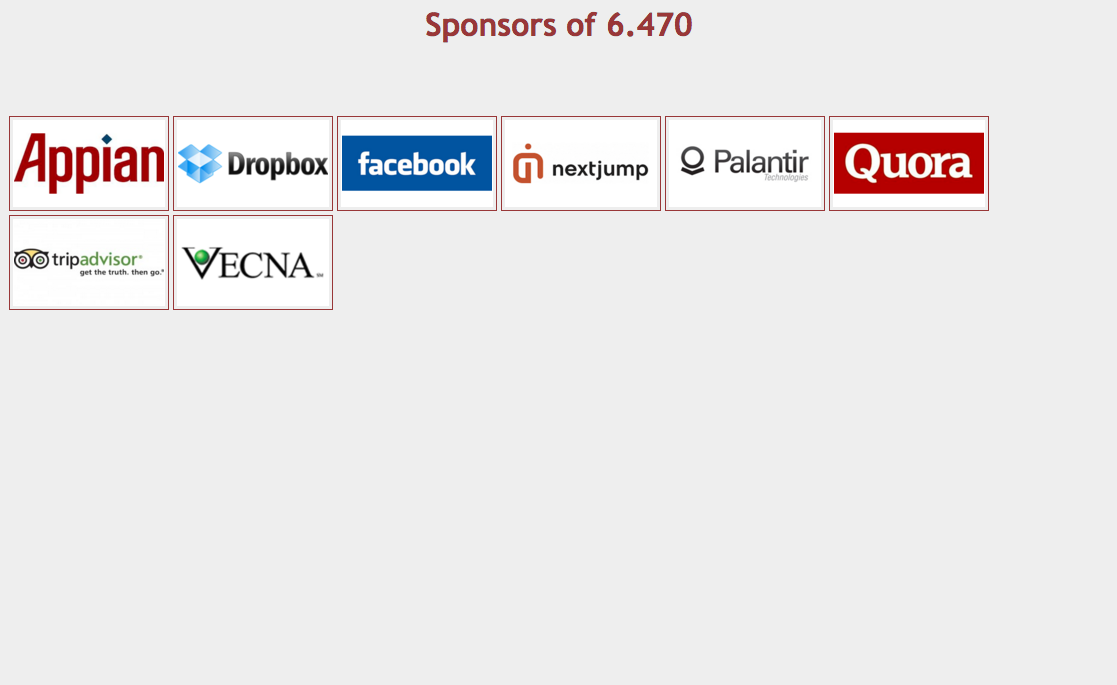 Sponsors of 6.470
Appian
Dropbox
facebook
nextjump
Palantir
Technologies
Quora
tripadvisor®
get the truth. then go.®
VECNA